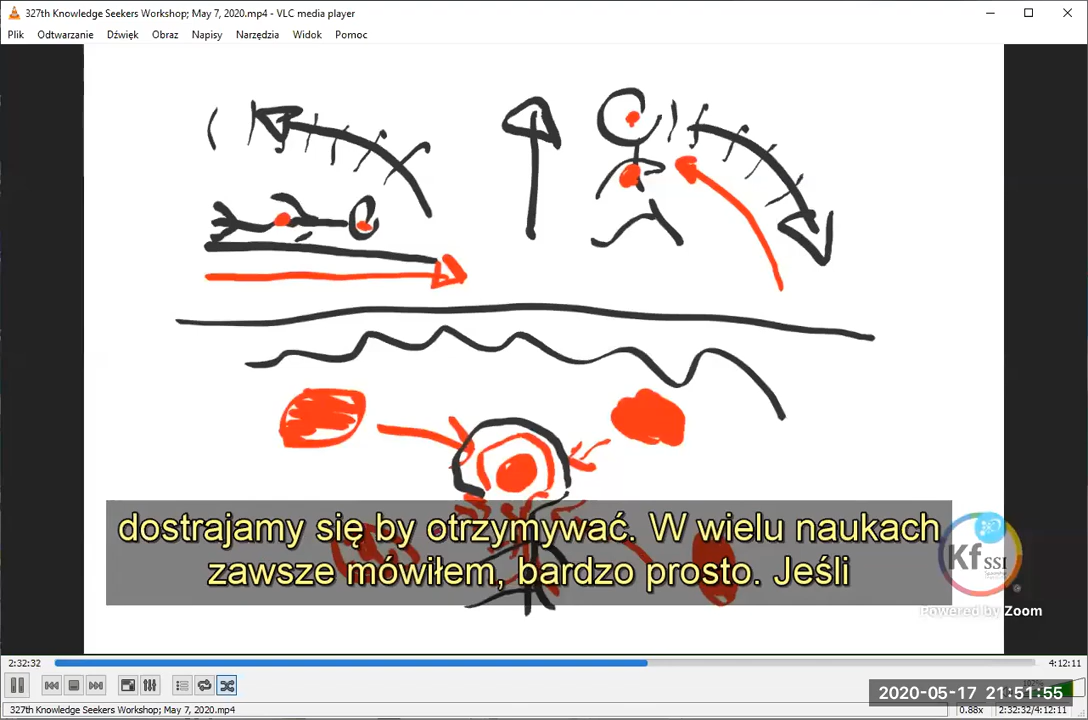 327th Knowledge Seekers Workshop; May 7, 2020.mp4 - VLC media player
Plik Odtwarzanie Dźwięk Obraz Napisy Narzędzia Widok Pomoc
dostrajamy się by otrzymywać. W wielu naukach
zawsze mówiłem, bardzo prosto. Jeśli
Kf SSI
Powered by Zoom
2:32:32 4:12:11
2020-05-17 21:51:55
327th Knowledge Seekers Workshop; May 7, 2020.mp4 0.88x 2:32:32/4:12:11